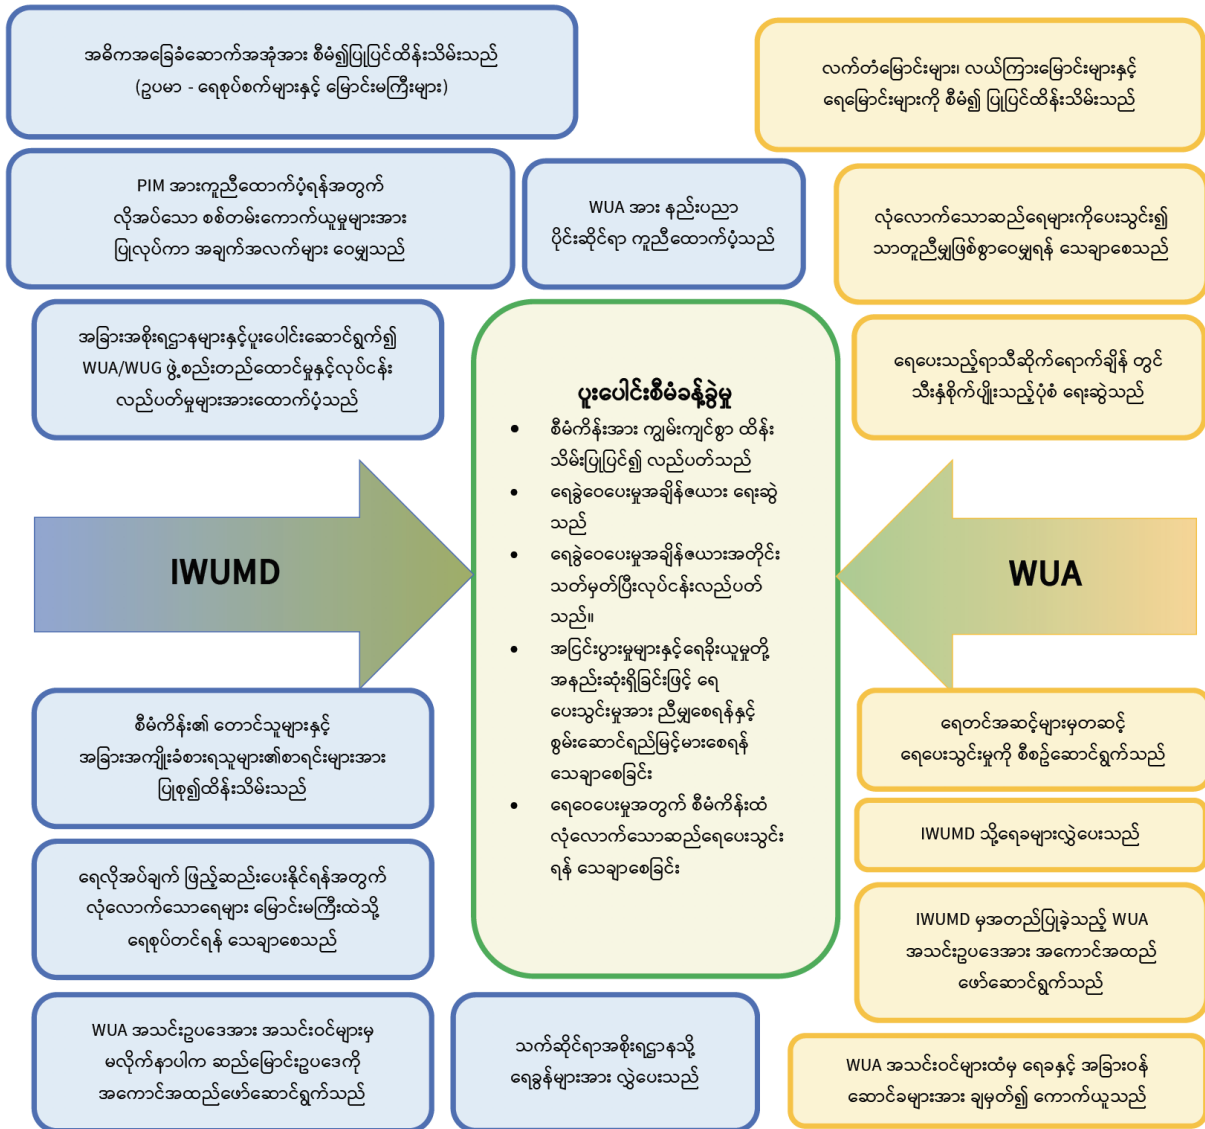 အဓိကအခြေခံဆောက်အအုံအား စီမံ၍ပြုပြင်ထိန်းသိမ်းသည်
(ဥပမာ - ရေစုပ်စက်များနှင့် မြောင်းမကြီးများ)
လက်တံမြောင်းများ၊ လယ်ကြားမြောင်းများနှင့်
ရေမြောင်းများကို စီမံ၍ ပြုပြင်ထိန်းသိမ်းသည်
PIM အားကူညီထောက်ပံ့ရန်အတွက်
လိုအပ်သော စစ်တမ်းကောက်ယူမှုများအား
ပြုလုပ်ကာ အချက်အလက်များ ဝေမျှသည်
WUA အား နည်းပညာ
ပိုင်းဆိုင်ရာ ကူညီထောက်ပံ့သည်
လုံလောက်သောဆည်ရေများကိုပေးသွင်း၍
သာတူညီမျှဖြစ်စွာဝေမျှရန် သေချာစေသည်
အခြားအစိုးရဌာနများနှင့်ပူးပေါင်းဆောင်ရွက်၍
WUA/WUG ဖွဲ့စည်းတည်ထောင်မှုနှင့်လုပ်ငန်း
လည်ပတ်မှုများအားထောက်ပံ့သည်
ရေပေးသည့်ရာသီဆိုက်ရောက်ချိန် တွင်
သီးနှံစိုက်ပျိုးသည့်ပုံစံ ရေးဆွဲသည်
ပူးပေါင်းစီမံခန့်ခွဲမှု
• စီမံကိန်းအား ကျွမ်းကျင်စွာ ထိန်း
သိမ်းပြုပြင်၍ လည်ပတ်သည်
• ရေခွဲဝေပေးမှုအချိန်ဇယား ရေးဆွဲ
သည်
• ရေခွဲဝေပေးမှုအချိန်ဇယားအတိုင်း
သတ်မှတ်ပြီးလုပ်ငန်းလည်ပတ်
သည်။
• အငြင်းပွားမှုများနှင့်ရေခိုးယူမှုတို့
အနည်းဆုံးရှိခြင်းဖြင့် ရေ
ပေးသွင်းမှုအား ညီမျှစေရန်နှင့်
စွမ်းဆောင်ရည်မြင့်မားစေရန်
သေချာစေခြင်း
• ရေဝေပေးမှုအတွက် စီမံကိန်းထံ
လုံလောက်သောဆည်ရေပေးသွင်း
ရန် သေချာစေခြင်း
IWUMD
WUA
စီမံကိန်း၏ တောင်သူများနှင့်
အခြားအကျိုးခံစားရသူများ၏စာရင်းများအား
ပြုစု၍ထိန်းသိမ်းသည်
ရေတင်အဆင့်များမှတဆင့်
ရေပေးသွင်းမှုကို စီစဉ်ဆောင်ရွက်သည်
IWUMD သို့ရေခများလွှဲပေးသည်
ရေလိုအပ်ချက် ဖြည့်ဆည်းပေးနိုင်ရန်အတွက်
လုံလောက်သောရေများ မြောင်းမကြီးထဲသို့
ရေစုပ်တင်ရန် သေချာစေသည်
IWUMD မှအတည်ပြုခဲ့သည့် WUA
အသင်းဥပဒေအား အကောင်အထည်
ဖော်ဆောင်ရွက်သည်
WUA အသင်းဥပဒေအား အသင်းဝင်များမှ
မလိုက်နာပါက ဆည်မြောင်းဥပဒေကို
အကောင်အထည်ဖော်ဆောင်ရွက်သည်
သက်ဆိုင်ရာအစိုးရဌာနသို့
ရေခွန်များအား လွှဲပေးသည်
WUA အသင်းဝင်များထံမှ ရေခနှင့် အခြားဝန်
ဆောင်ခများအား ချမှတ်၍ ကောက်ယူသည်